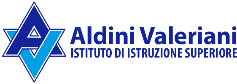 Aldini Valeriani
ISTITUTO DI ISTRUZIONE SUPERIORE